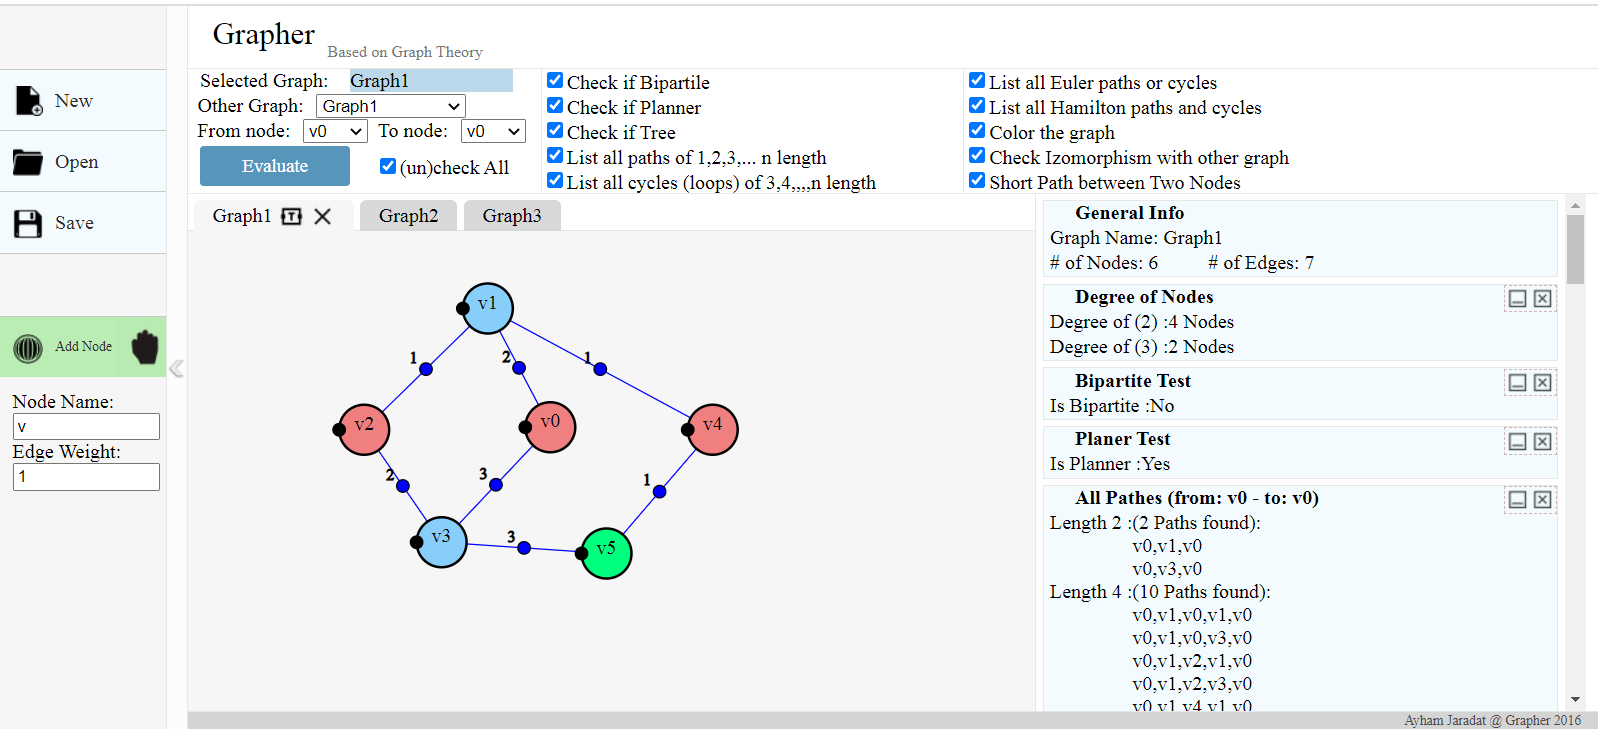 Grapher
Based on Graph Theory
Selected Graph: Graph1
Other Graph: Graph1
From node: v0 To node: v0
Evaluate
(un)check All
Check if Bipartile
Check if Planner
Check if Tree
List all paths of 1,2,3,... n length
List all cycles (loops) of 3,4,,,,n length
List all Euler paths or cycles
List all Hamilton paths and cycles
Color the graph
Check Izomorphism with other graph
Short Path between Two Nodes
New
Open
Save
Add Node
Node Name:
v
Edge Weight:
1
Graph1 T
Graph2
Graph3
v1
1
2
1
v2
v0
v4
2
3
1
v3
3
v5
General Info
Graph Name: Graph1
# of Nodes: 6 # of Edges: 7
Degree of Nodes
Degree of (2) :4 Nodes
Degree of (3) :2 Nodes
Bipartite Test
Is Bipartite :No
Planer Test
Is Planner :Yes
All Pathes (from: v0 - to: v0)
Length 2 :(2 Paths found):
v0,v1,v0
v0,v3,v0
Length 4 :(10 Paths found):
v0,v1,v0,v1,v0
v0,v1,v0,v3,v0
v0,v1,v2,v1,v0
v0,v1,v2,v3,v0
v0,v1,v4,v1,v0
Ayham Jaradat @ Grapher 2016